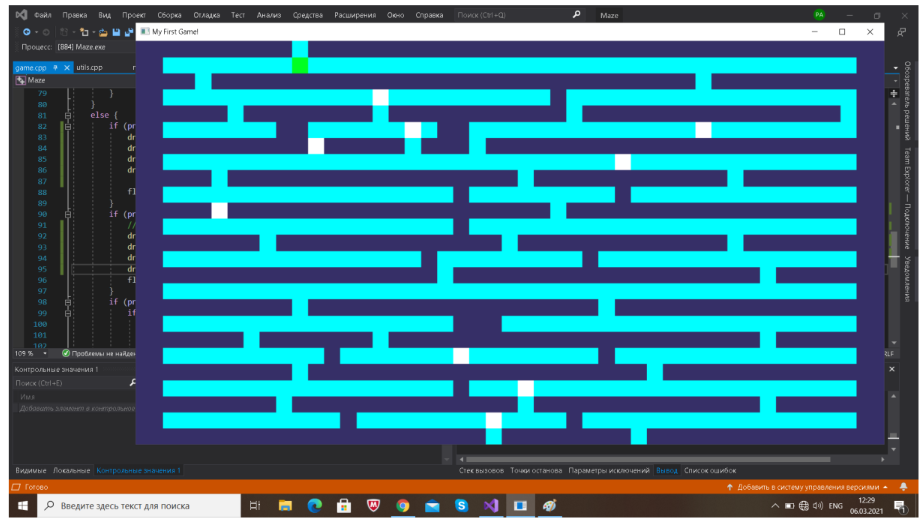 Файл Правка Вид Проект Сборка Отладка Тест Анализ Средства Расширения Окно Справка Поиск (Ctrl+Q) Maze PA
My First Game!
Процесс: [884] Maze.exe
game.cpp utils.cpp
Maze
79 }
80 }
81 else {
82 if (pr
83 dr
84 dr
85 dr
86 dr
87
88 fl
89 }
90 if (pr
91 //
92 dr
93 dr
94 dr
95 dr
96 fl
97 }
98 if (pr
99 if
100
101
102
109 % Проблемы не найден
Контрольные значения 1
Поиск (Ctrl+E)
Имя
Добавить элемент в контрольное
Обозреватель решений
Team Explorer — Подключение
Уведомления
Видимые Локальные Контрольные значения 1
Стек вызовов Точки останова Параметры исключений Вывод Список ошибок
Готово
Добавить в систему управления версиями
Введите здесь текст для поиска
ENG
12:29
06.03.2021